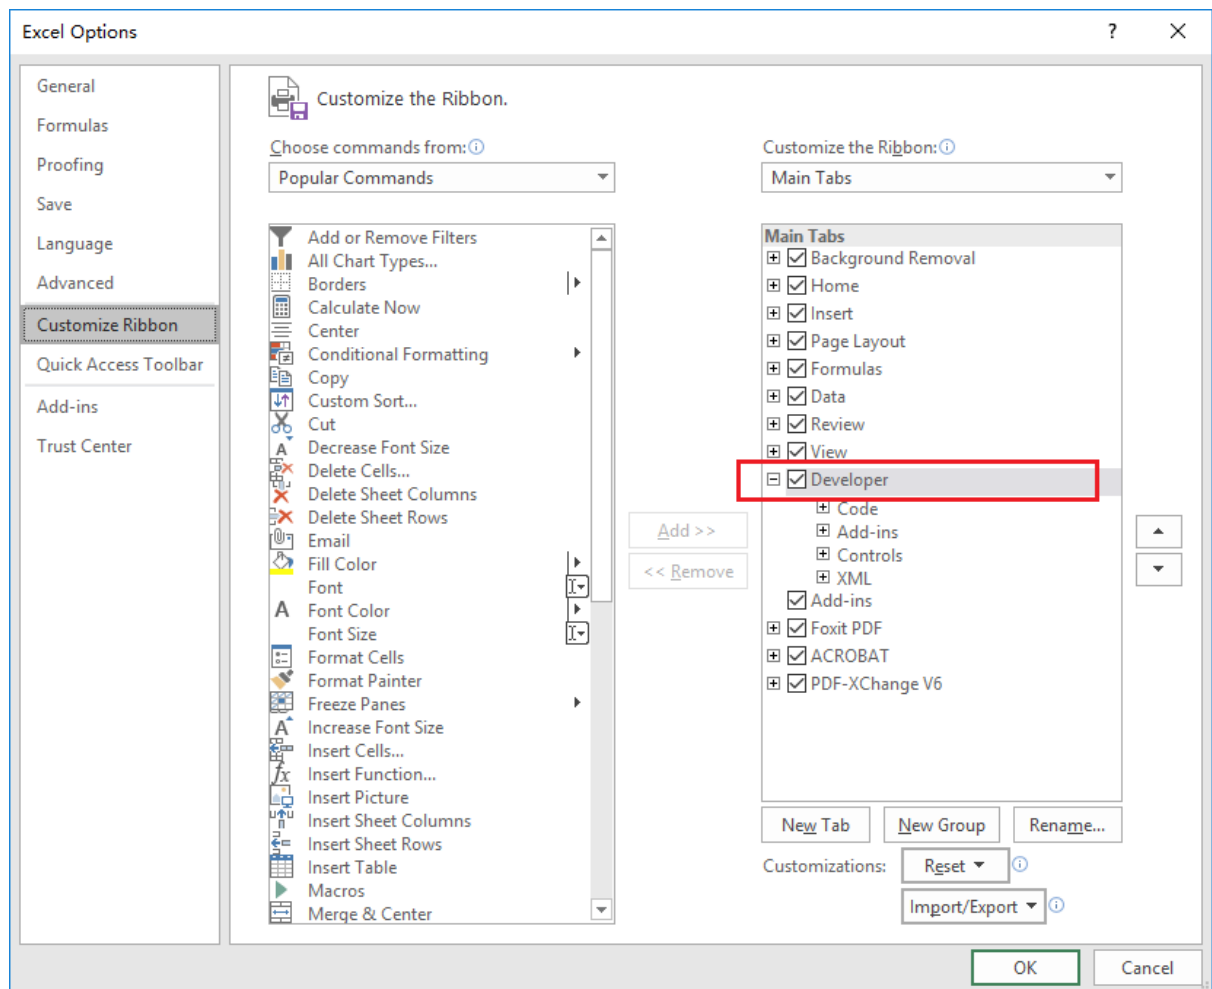 Excel Options
?
General
Formulas
Proofing
Save
Language
Advanced
Customize Ribbon
Quick Access Toolbar
Add-ins
Trust Center
Customize the Ribbon.
Choose commands from:
Popular Commands
Add or Remove Filters
All Chart Types...
Borders
Calculate Now
Center
Conditional Formatting
Copy
Custom Sort...
Cut
Decrease Font Size
Delete Cells...
Delete Sheet Columns
Delete Sheet Rows
Email
Fill Color
Font
Font Color
Font Size
Format Cells
Format Painter
Freeze Panes
Increase Font Size
Insert Cells...
Insert Function...
Insert Picture
Insert Sheet Columns
Insert Sheet Rows
Insert Table
Macros
Merge & Center
Add >>
<< Remove
Customize the Ribbon:
Main Tabs
Main Tabs
Background Removal
Home
Insert
Page Layout
Formulas
Data
Review
View
Developer
Code
Add-ins
Controls
XML
Add-ins
Foxit PDF
ACROBAT
PDF-XChange V6
New Tab
New Group
Rename...
Customizations:
Reset
Import/Export
OK
Cancel